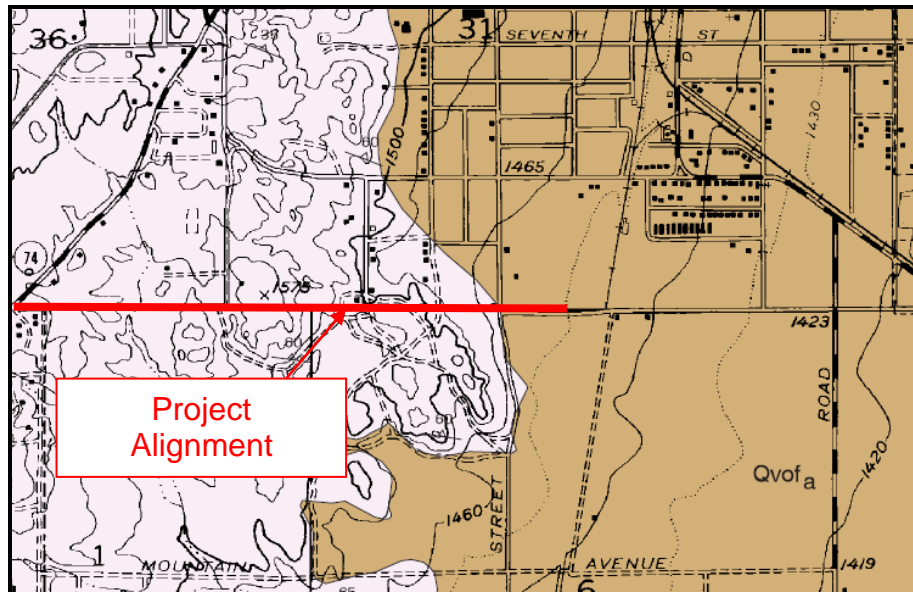 36
31
SEVENTH ST
1500
1430
1465
74
1575
1423
80
Project
Alignment
ROAD
1420
Qvof a
STREET
1460
1
MOUNTAIN
AVENUE
1419
6